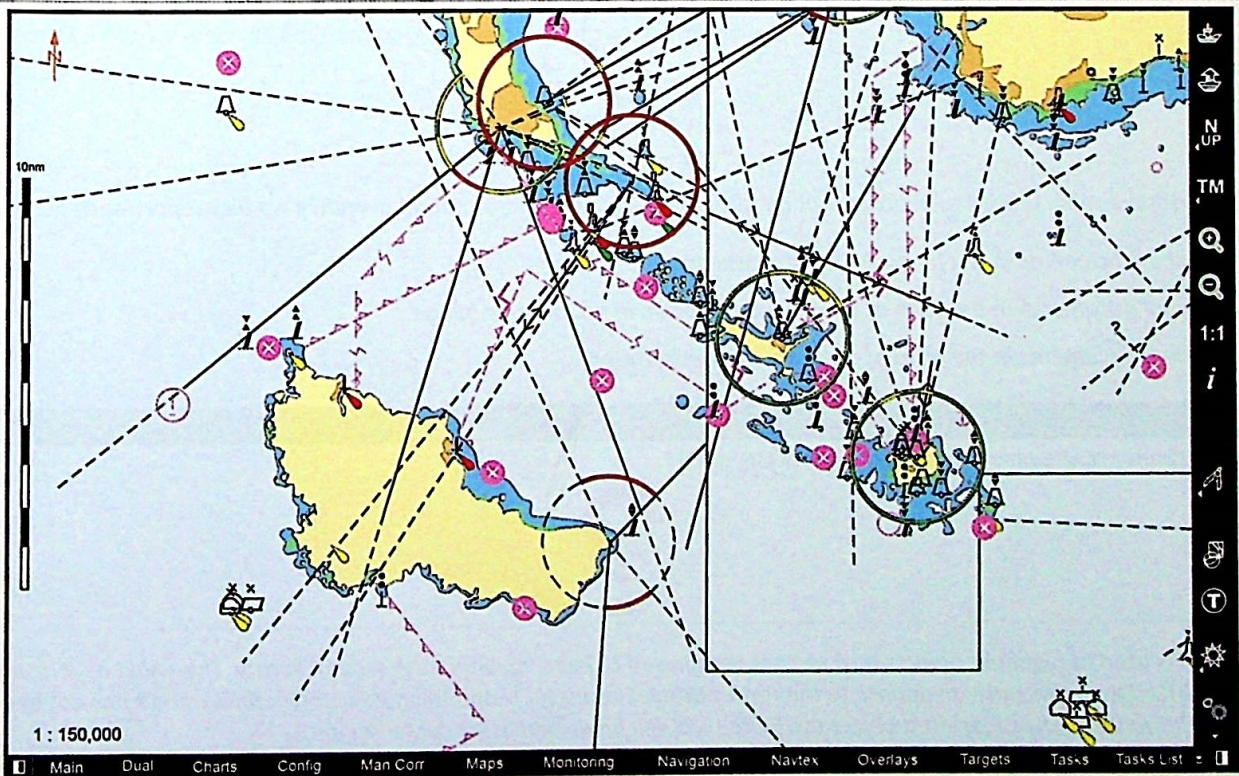 N
UP
10nm
TM
1:1
i
T
1 : 150,000
Main Dual Charts Config Man Corr Maps Monitoring Navigation Navtex Overlays Targets Tasks Tasks List